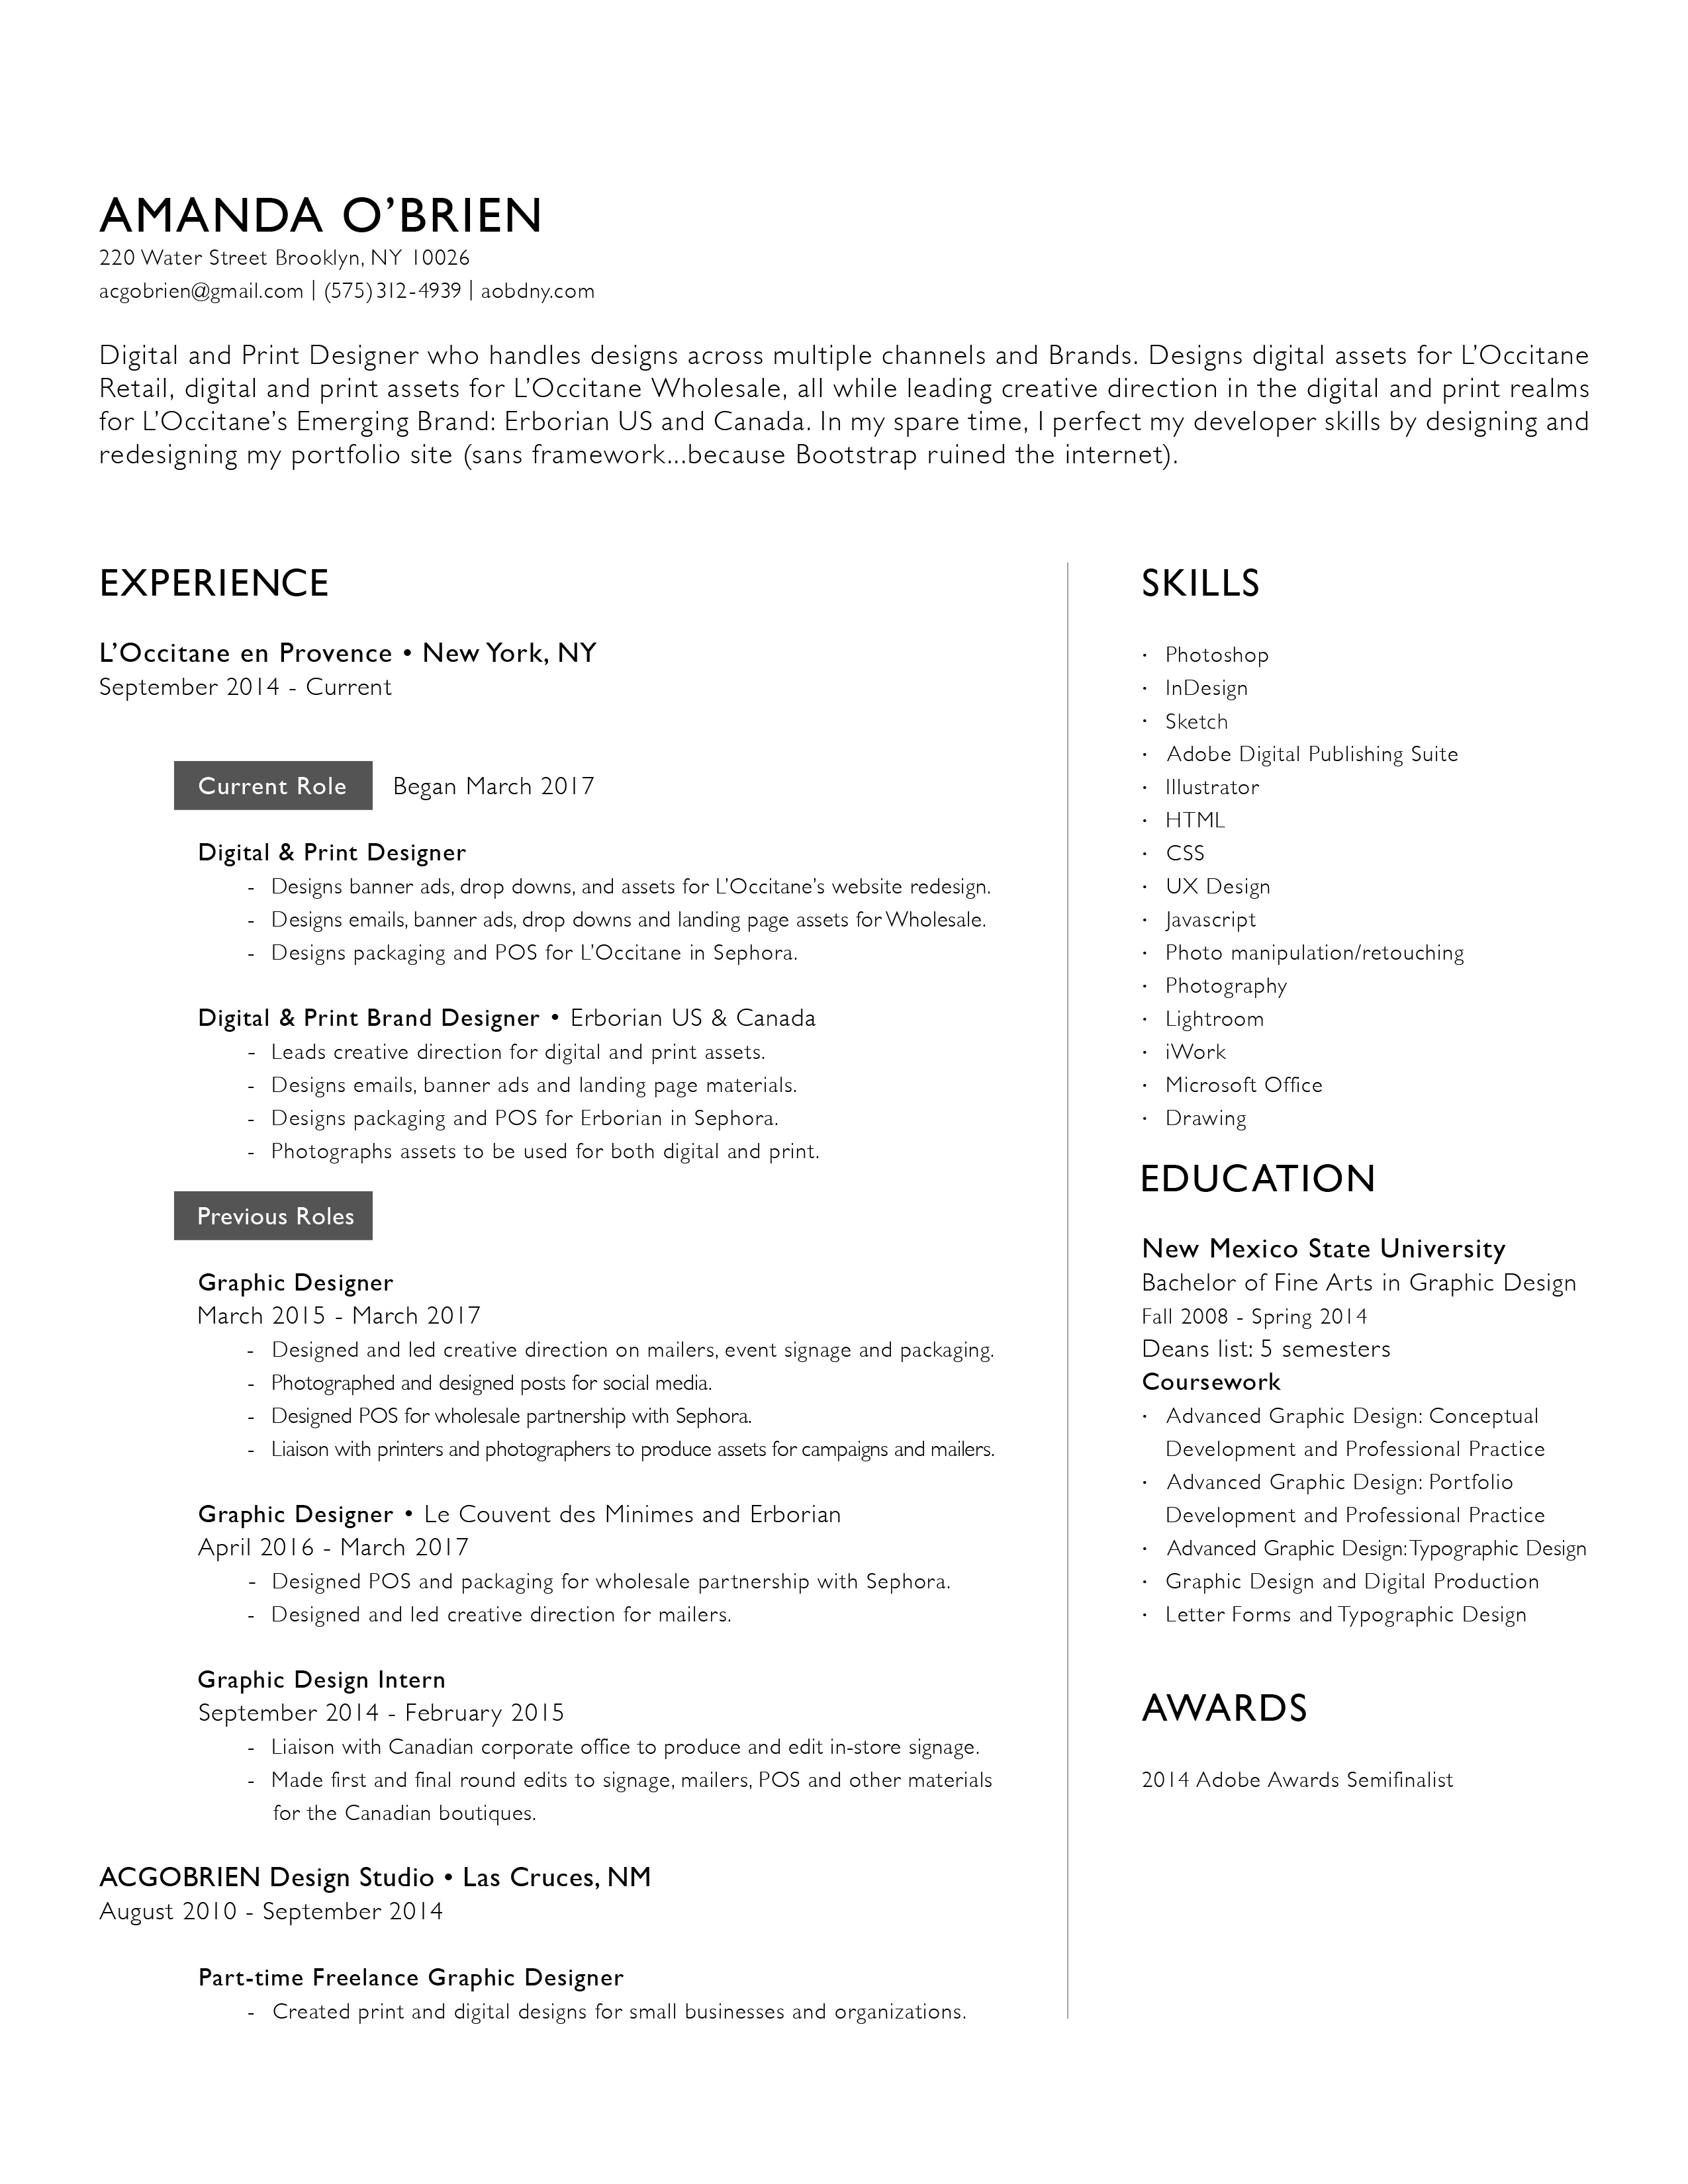 AMANDA O’BRIEN
220 Water Street Brooklyn, NY 10026
acgobrien@gmail.com | (575)312-4939 | aobdny.com
Digital and Print Designer who handles designs across multiple channels and Brands. Designs digital assets for L’Occitane
Retail, digital and print assets for L’Occitane Wholesale, all while leading creative direction in the digital and print realms
for L’Occitane’s Emerging Brand: Erborian US and Canada. In my spare time, I perfect my developer skills by designing and
redesigning my portfolio site (sans framework...because Bootstrap ruined the internet).
EXPERIENCE
L’Occitane en Provence • New York, NY
September 2014 - Current
Current Role Began March 2017
Digital & Print Designer
- Designs banner ads, drop downs, and assets for L’Occitane’s website redesign.
- Designs emails, banner ads, drop downs and landing page assets for Wholesale.
- Designs packaging and POS for L’Occitane in Sephora.
Digital & Print Brand Designer • Erborian US & Canada
- Leads creative direction for digital and print assets.
- Designs emails, banner ads and landing page materials.
- Designs packaging and POS for Erborian in Sephora.
- Photographs assets to be used for both digital and print.
Previous Roles
Graphic Designer
March 2015 - March 2017
- Designed and led creative direction on mailers, event signage and packaging.
- Photographed and designed posts for social media.
- Designed POS for wholesale partnership with Sephora.
- Liaison with printers and photographers to produce assets for campaigns and mailers.
Graphic Designer • Le Couvent des Minimes and Erborian
April 2016 - March 2017
- Designed POS and packaging for wholesale partnership with Sephora.
- Designed and led creative direction for mailers.
Graphic Design Intern
September 2014 - February 2015
- Liaison with Canadian corporate office to produce and edit in-store signage.
- Made first and final round edits to signage, mailers, POS and other materials
for the Canadian boutiques.
ACGOBRIEN Design Studio • Las Cruces, NM
August 2010 - September 2014
Part-time Freelance Graphic Designer
- Created print and digital designs for small businesses and organizations.
SKILLS
· Photoshop
· InDesign
· Sketch
· Adobe Digital Publishing Suite
· Illustrator
· HTML
· CSS
· UX Design
· Javascript
· Photo manipulation/retouching
· Photography
· Lightroom
· iWork
· Microsoft Office
· Drawing
EDUCATION
New Mexico State University
Bachelor of Fine Arts in Graphic Design
Fall 2008 - Spring 2014
Deans list: 5 semesters
Coursework
· Advanced Graphic Design: Conceptual
Development and Professional Practice
· Advanced Graphic Design: Portfolio
Development and Professional Practice
· Advanced Graphic Design: Typographic Design
· Graphic Design and Digital Production
· Letter Forms and Typographic Design
AWARDS
2014 Adobe Awards Semifinalist